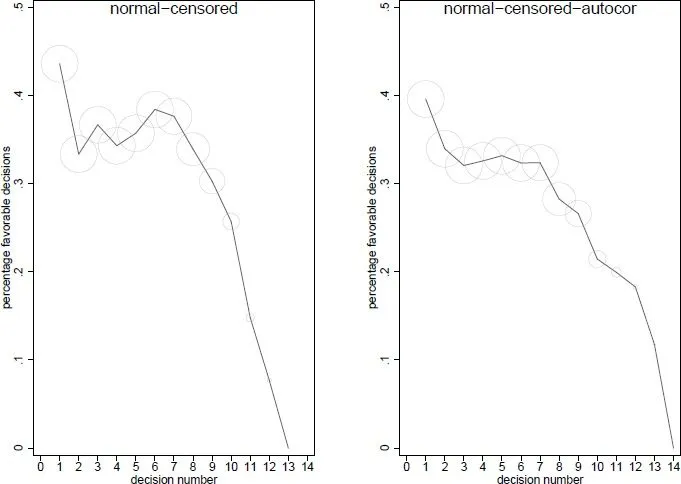 normal-censored
percentage favorable decisions
.5
.4
.3
.2
.1
0
0 1 2 3 4 5 6 7 8 9 10 11 12 13 14
decision number
normal-censored-autocor
percentage favorable decisions
.5
.4
.3
.2
.1
0
0 1 2 3 4 5 6 7 8 9 10 11 12 13 14
decision number